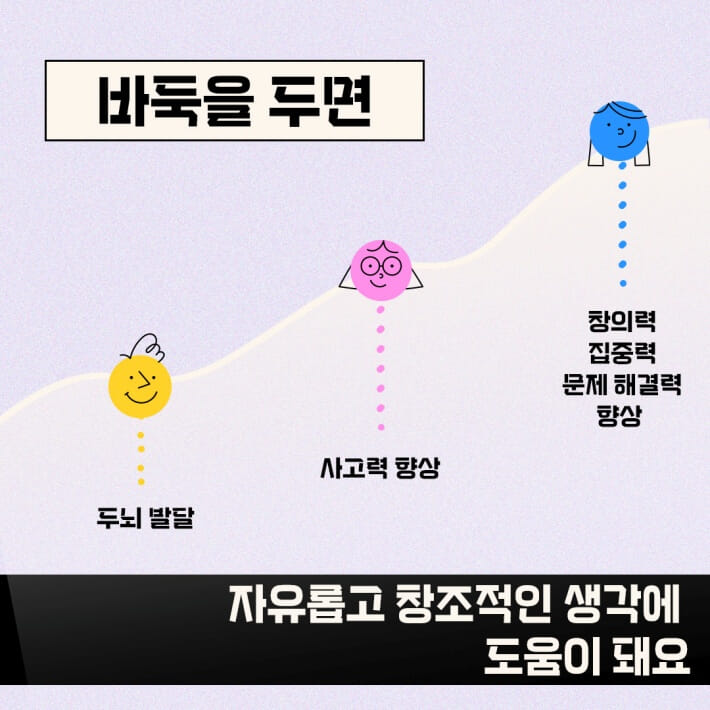 바둑을 두면
창의력
집중력
문제 해결력
향상
사고력 향상
두뇌 발달
자유롭고 창조적인 생각에
도움이 돼요